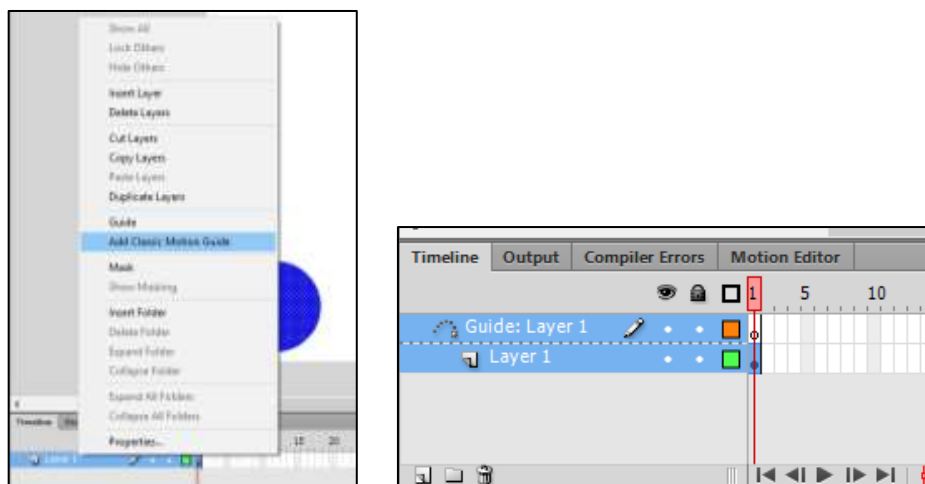 Show All
Lock Others
Hide Others
Insert Layer
Delete Layers
Cut Layers
Copy Layers
Paste Layers
Duplicate Layers
Guide
Add Classic Motion Guide
Mask
Show Masking
Insert Folder
Delete Folder
Expand Folder
Collapse Folder
Expand All Folders
Collapse All Folders
Properties...
Timeline
15 20
Layer 1
Timeline Output Compiler Errors Motion Editor
1 5 10
Guide: Layer 1
Layer 1